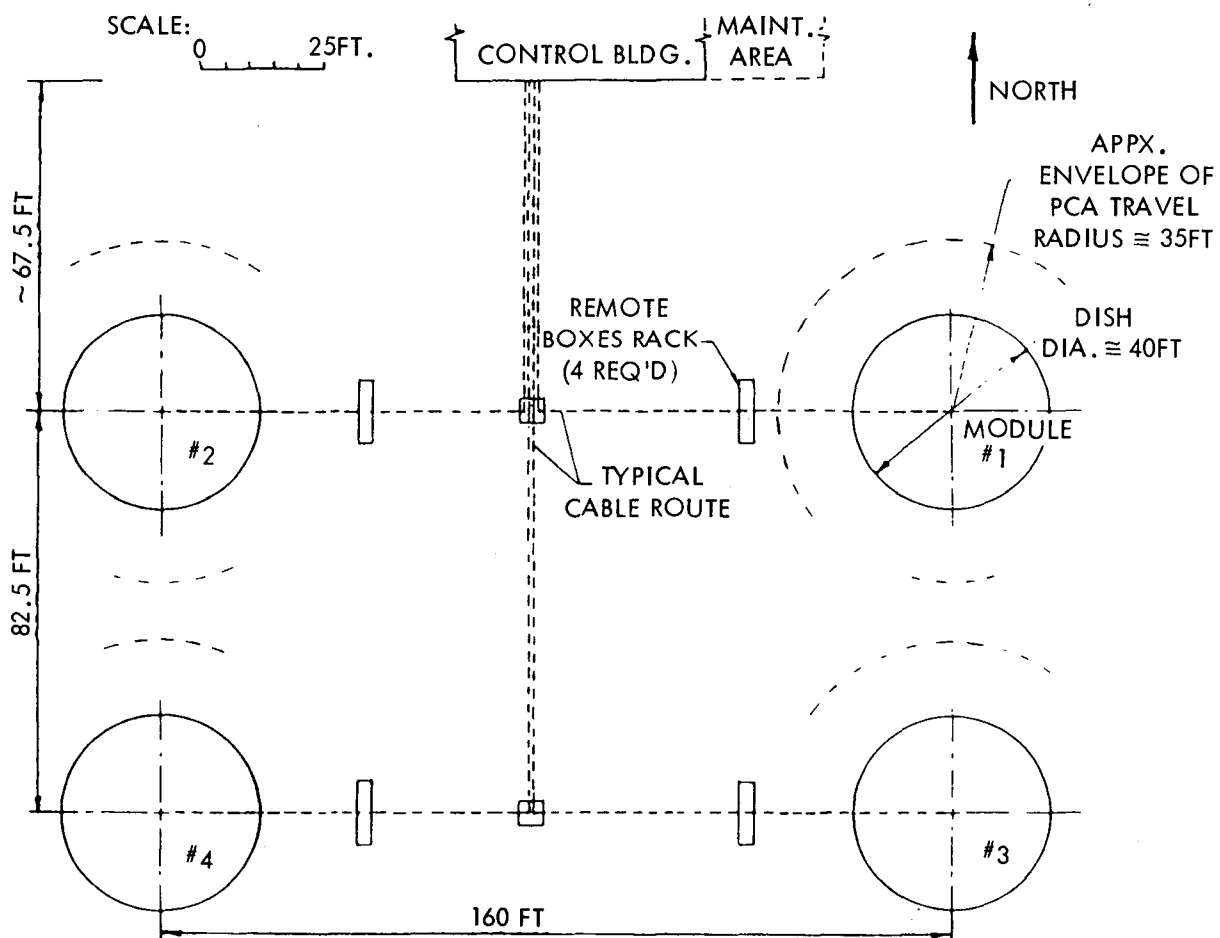 SCALE:
0 25FT.
CONTROL BLDG.
MAINT.
AREA
NORTH
APPX.
ENVELOPE OF
PCA TRAVEL
RADIUS ≅ 35FT
~67.5 FT
REMOTE
BOXES RACK
(4 REQ'D)
DISH
DIA. ≅ 40FT
#2
MODULE
#1
TYPICAL
CABLE ROUTE
82.5 FT
#4
#3
160 FT